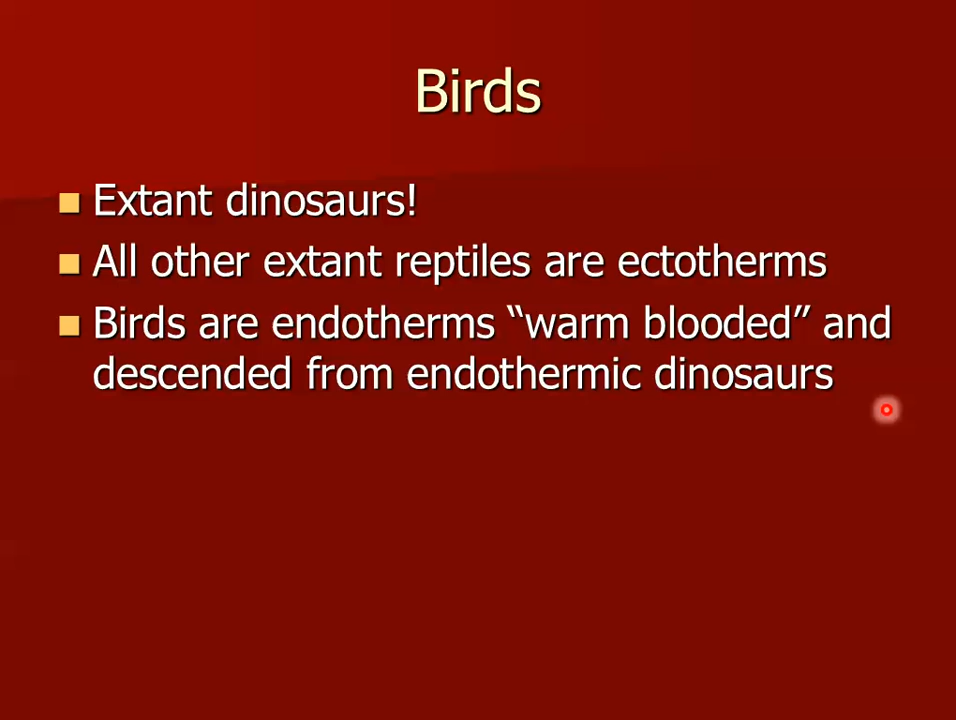 Birds
Extant dinosaurs!
All other extant reptiles are ectotherms
Birds are endotherms “warm blooded” and
descended from endothermic dinosaurs